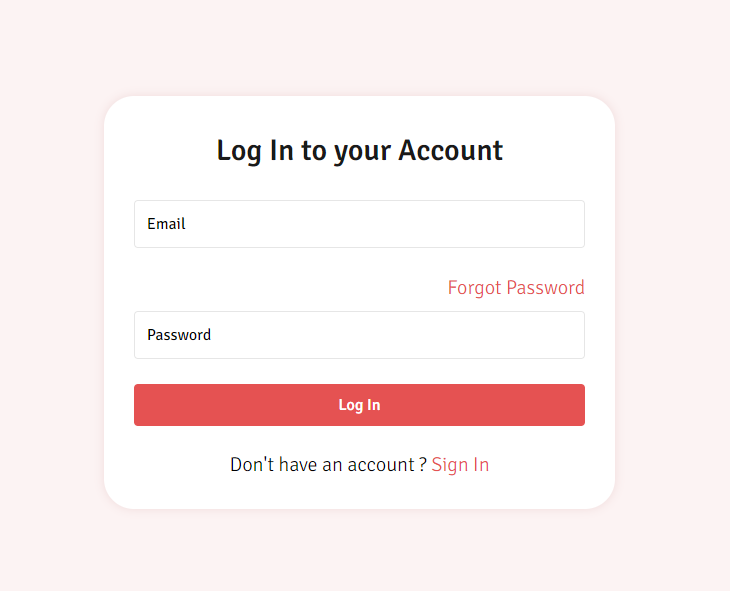 Log In to your Account
Email
Forgot Password
Password
Log In
Don't have an account ? Sign In